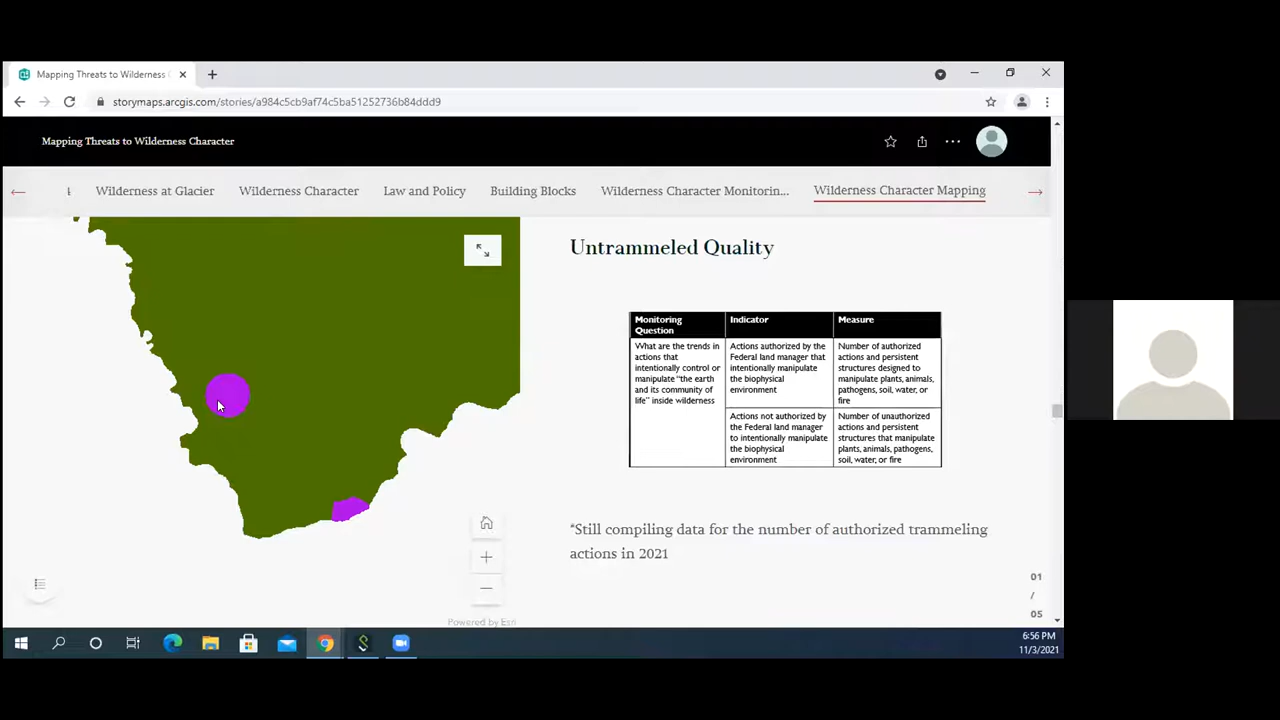 Mapping Threats to Wilderness C
storymaps.arcgis.com/stories/a984c5cb9af74c5ba51252736b84ddd9
Mapping Threats to Wilderness Character
Wilderness at Glacier Wilderness Character Law and Policy Building Blocks Wilderness Character Monitorin... Wilderness Character Mapping
Untrammeled Quality
Monitoring
Question
Indicator
Measure
What are the trends in
actions that
intentionally control or
manipulate "the earth
and its community of
life" inside wilderness
Actions authorized by the
Federal land manager that
intentionally manipulate
the biophysical
environment
Number of authorized
actions and persistent
structures designed to
manipulate plants, animals,
pathogens, soil, water, or
fire
Actions not authorized by
the Federal land manager
to intentionally manipulate
the biophysical
environment
Number of unauthorized
actions and persistent
structures that manipulate
plants, animals, pathogens,
soil, water, or fire
*Still compiling data for the number of authorized trammeling
actions in 2021
01
/
05
Powered by Esri
6:56 PM
11/3/2021